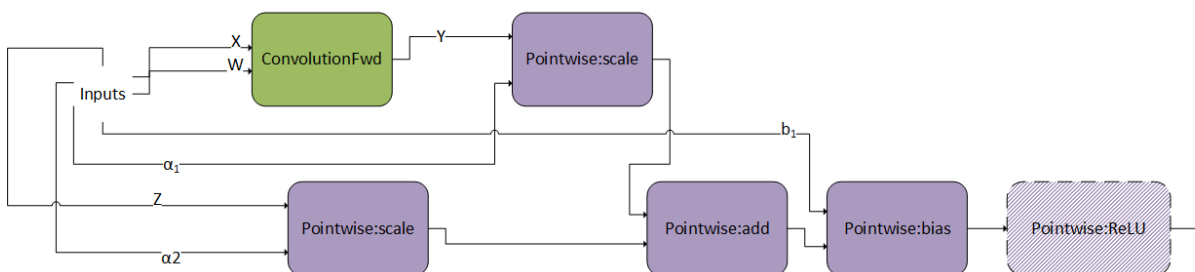 X
W
ConvolutionFwd
Y
Pointwise:scale
Inputs
b₁
α₁
Z
α2
Pointwise:scale
Pointwise:add
Pointwise:bias
Pointwise:ReLU